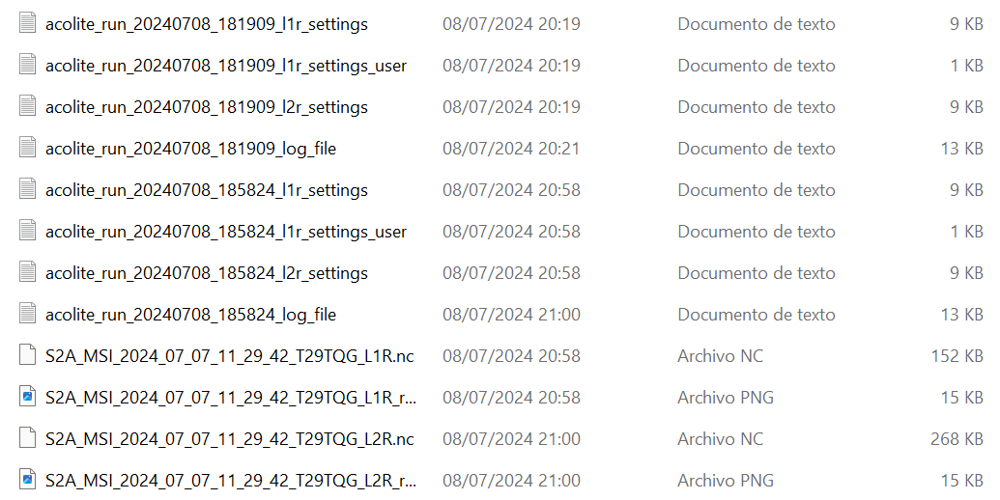 acolite_run_20240708_181909_l1r_settings 08/07/2024 20:19 Documento de texto 9 KB
acolite_run_20240708_181909_l1r_settings_user 08/07/2024 20:19 Documento de texto 1 KB
acolite_run_20240708_181909_l2r_settings 08/07/2024 20:19 Documento de texto 9 KB
acolite_run_20240708_181909_log_file 08/07/2024 20:21 Documento de texto 13 KB
acolite_run_20240708_185824_l1r_settings 08/07/2024 20:58 Documento de texto 9 KB
acolite_run_20240708_185824_l1r_settings_user 08/07/2024 20:58 Documento de texto 1 KB
acolite_run_20240708_185824_l2r_settings 08/07/2024 20:58 Documento de texto 9 KB
acolite_run_20240708_185824_log_file 08/07/2024 21:00 Documento de texto 13 KB
S2A_MSI_2024_07_07_11_29_42_T29TQG_L1R.nc 08/07/2024 20:58 Archivo NC 152 KB
S2A_MSI_2024_07_07_11_29_42_T29TQG_L1R_r... 08/07/2024 20:58 Archivo PNG 15 KB
S2A_MSI_2024_07_07_11_29_42_T29TQG_L2R.nc 08/07/2024 21:00 Archivo NC 268 KB
S2A_MSI_2024_07_07_11_29_42_T29TQG_L2R_r... 08/07/2024 21:00 Archivo PNG 15 KB